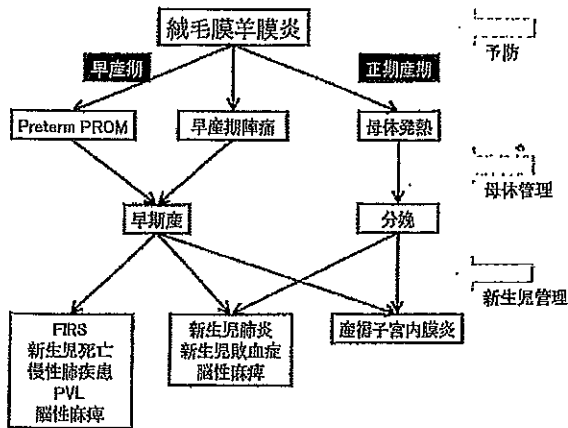 絨毛膜羊膜炎
予防
早産期
正期産期
Preterm PROM
早産期陣痛
母体発熱
母体管理
早期産
分娩
新生児管理
FIRS
新生児死亡
慢性肺疾患
PVL
脳性麻痺
新生児肺炎
新生児敗血症
脳性麻痺
産褥子宮内膜炎